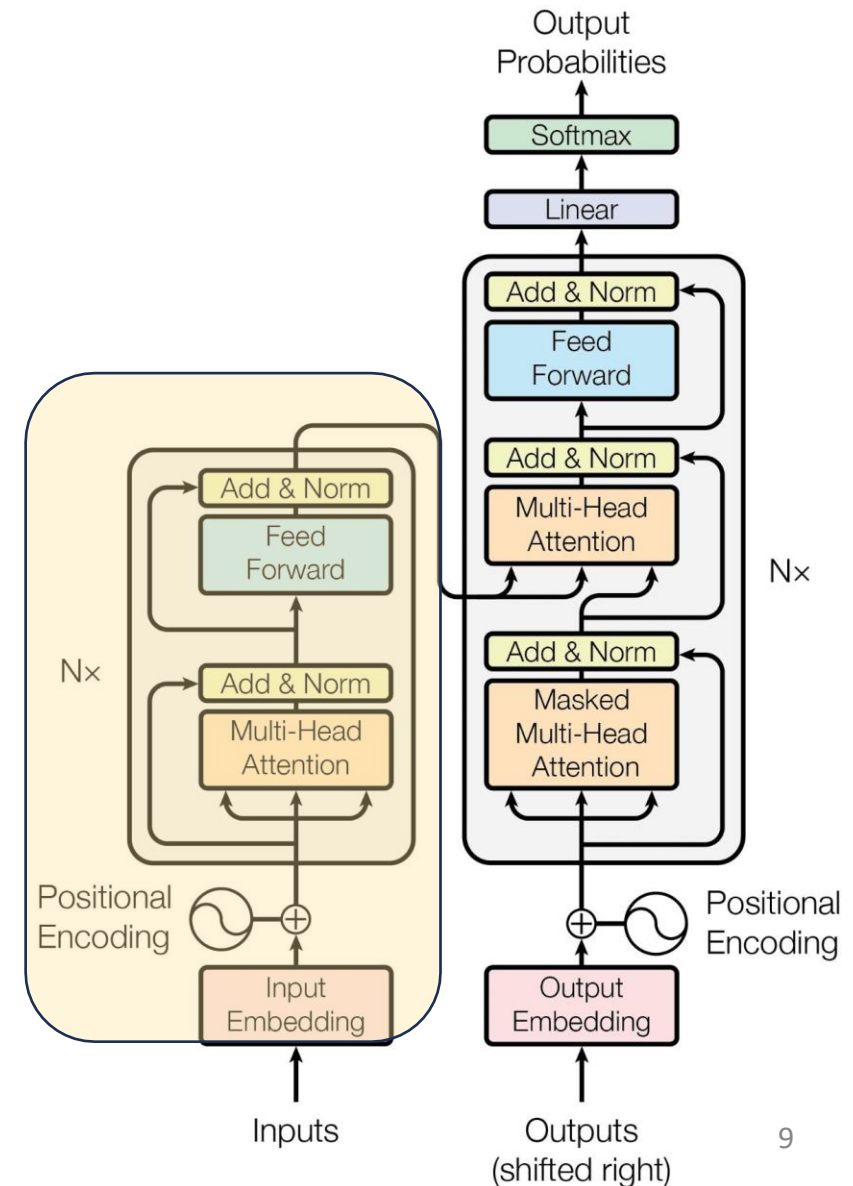 Output
Probabilities
Softmax
Linear
Add & Norm
Feed
Forward
Add & Norm
Multi-Head
Attention
N×
Add & Norm
Masked
Multi-Head
Attention
Positional
Encoding
Output
Embedding
Outputs
(shifted right)
Add & Norm
Feed
Forward
N×
Add & Norm
Multi-Head
Attention
Positional
Encoding
Input
Embedding
Inputs
9